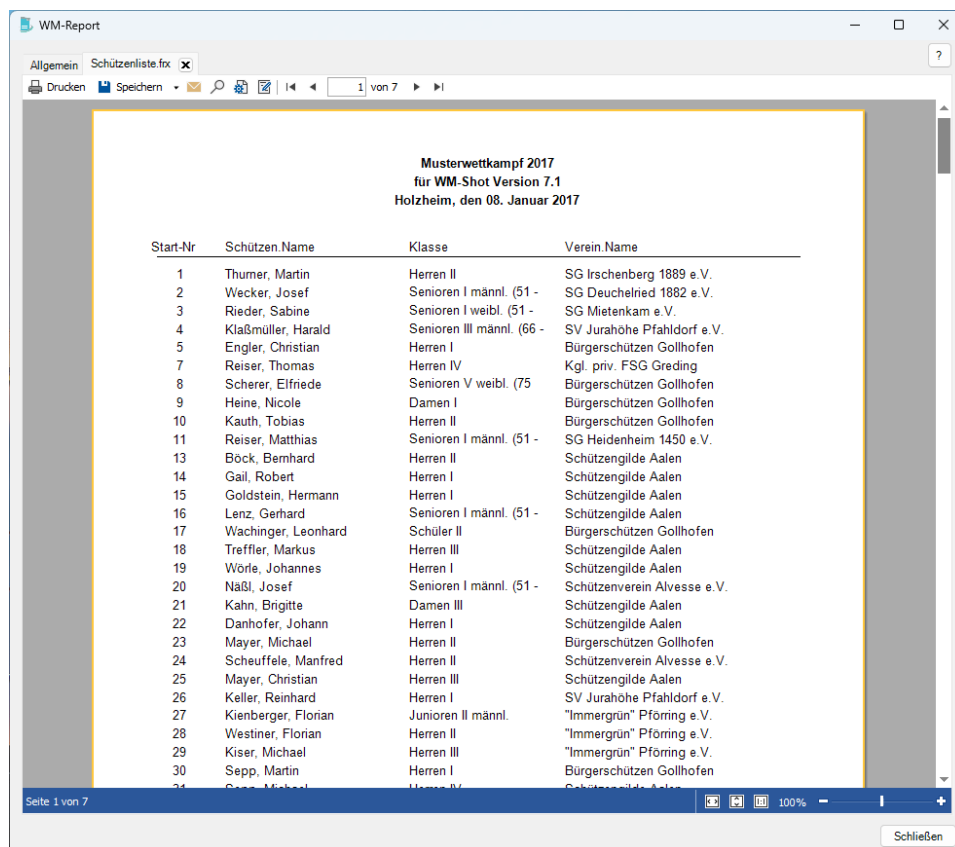 WM-Report
Allgemein Schützenliste.frx
?
Drucken Speichern 1 von 7
Musterwettkampf 2017
für WM-Shot Version 7.1
Holzheim, den 08. Januar 2017
Start-Nr Schützen.Name Klasse Verein.Name
1 Thurner, Martin Herren II SG Irschenberg 1889 e.V.
2 Wecker, Josef Senioren I männl. (51 - SG Deuchelried 1882 e.V.
3 Rieder, Sabine Senioren I weibl. (51 - SG Mietenkam e.V.
4 Klaßmüller, Harald Senioren III männl. (66 - SV Jurahöhe Pfahldorf e.V.
5 Engler, Christian Herren I Bürgerschützen Gollhofen
7 Reiser, Thomas Herren IV Kgl. priv. FSG Greding
8 Scherer, Elfriede Senioren V weibl. (75 Bürgerschützen Gollhofen
9 Heine, Nicole Damen I Bürgerschützen Gollhofen
10 Kauth, Tobias Herren II Bürgerschützen Gollhofen
11 Reiser, Matthias Senioren I männl. (51 - SG Heidenheim 1450 e.V.
13 Böck, Bernhard Herren II Schützengilde Aalen
14 Gail, Robert Herren I Schützengilde Aalen
15 Goldstein, Hermann Herren I Schützengilde Aalen
16 Lenz, Gerhard Senioren I männl. (51 - Schützengilde Aalen
17 Wachinger, Leonhard Schüler II Bürgerschützen Gollhofen
18 Treffler, Markus Herren III Schützengilde Aalen
19 Wörle, Johannes Herren I Schützengilde Aalen
20 Näßl, Josef Senioren I männl. (51 - Schützenverein Alvesse e.V.
21 Kahn, Brigitte Damen III Schützengilde Aalen
22 Danhofer, Johann Herren I Schützengilde Aalen
23 Mayer, Michael Herren II Bürgerschützen Gollhofen
24 Scheuffele, Manfred Herren II Schützenverein Alvesse e.V.
25 Mayer, Christian Herren III Schützengilde Aalen
26 Keller, Reinhard Herren I SV Jurahöhe Pfahldorf e.V.
27 Kienberger, Florian Junioren II männl. "Immergrün" Pförring e.V.
28 Westiner, Florian Herren II "Immergrün" Pförring e.V.
29 Kiser, Michael Herren III "Immergrün" Pförring e.V.
30 Sepp, Martin Herren I Bürgerschützen Gollhofen
Seite 1 von 7 100%
Schließen